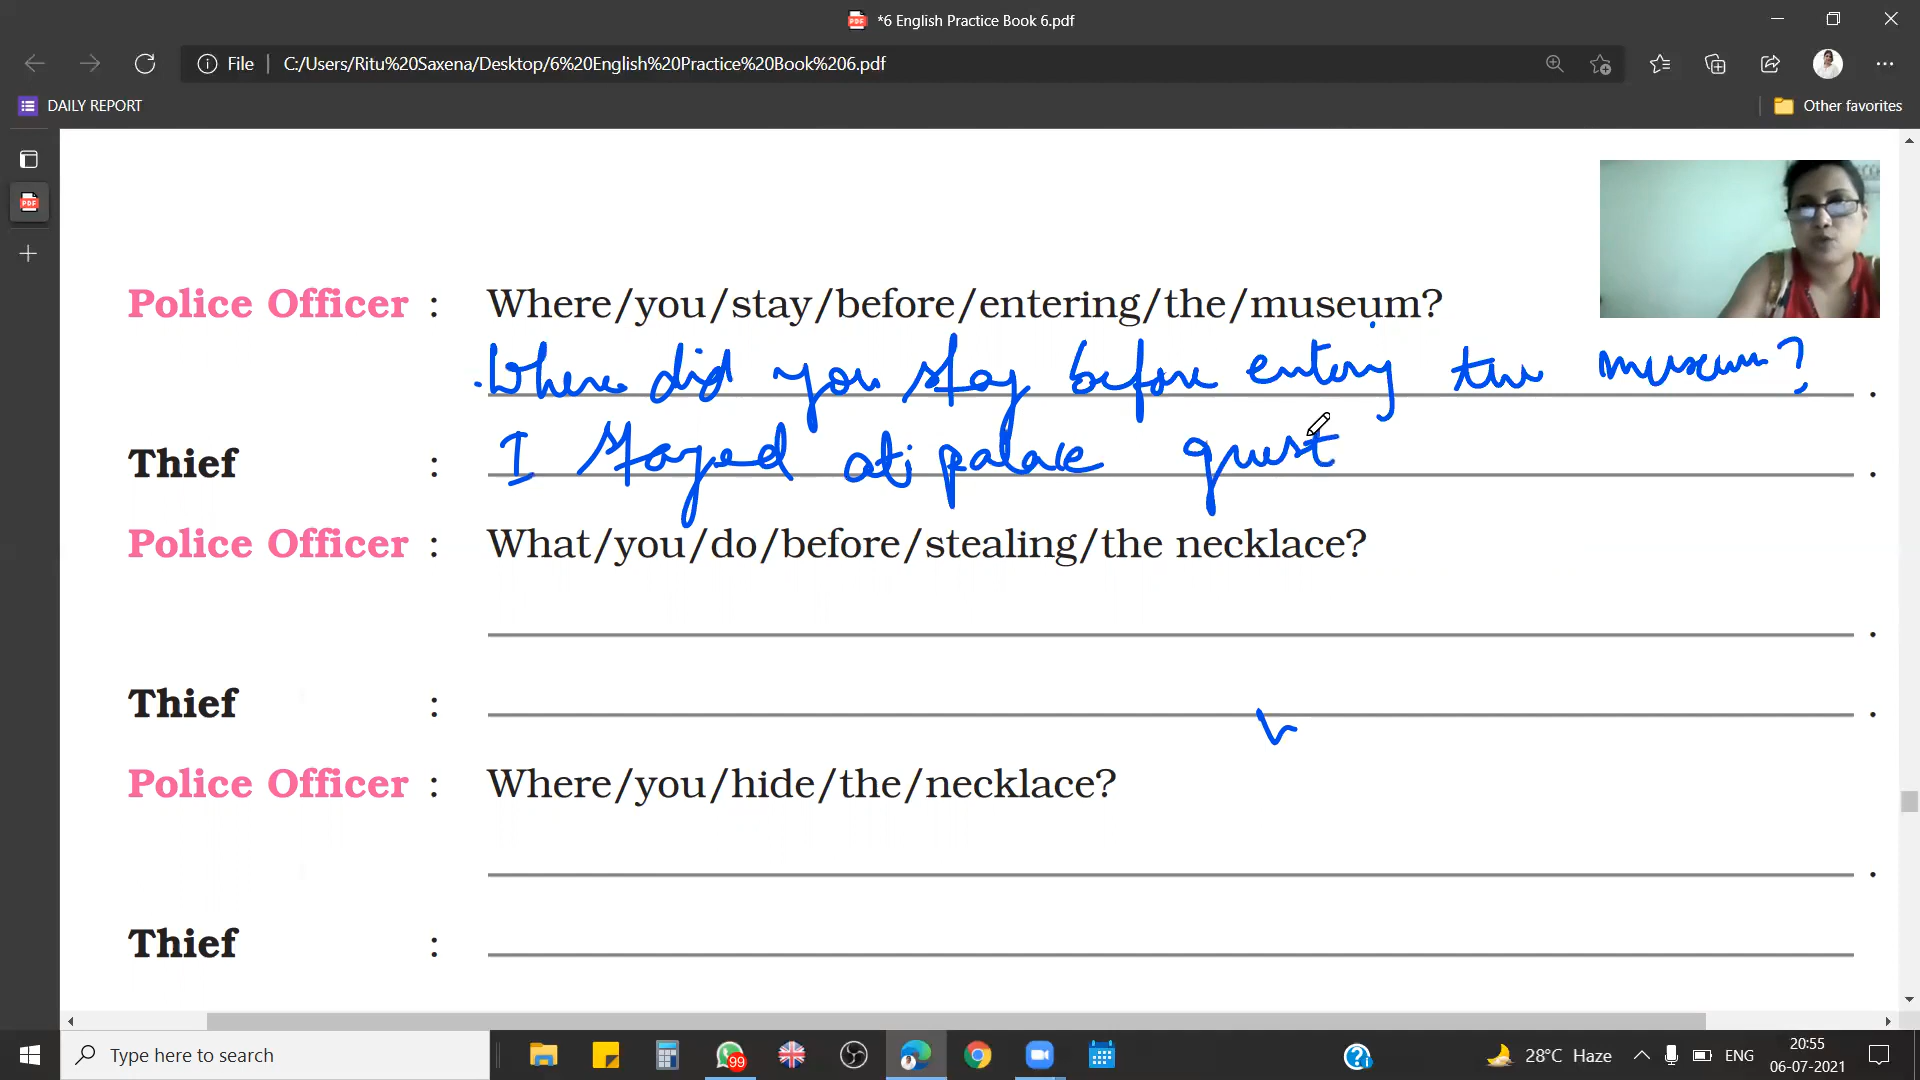 *6 English Practice Book 6.pdf
File | C:/Users/Ritu%20Saxena/Desktop/6%20English%20Practice%20Book%206.pdf
DAILY REPORT
Other favorites
Police Officer : Where/you/stay/before/entering/the/museum?
Where did you stay before entering the museum? .
Thief : I stayed at palace guest .
Police Officer : What/you/do/before/stealing/the necklace?
.
Thief : .
Police Officer : Where/you/hide/the/necklace?
.
Thief :
Type here to search
99
28°C Haze
ENG
20:55
06-07-2021